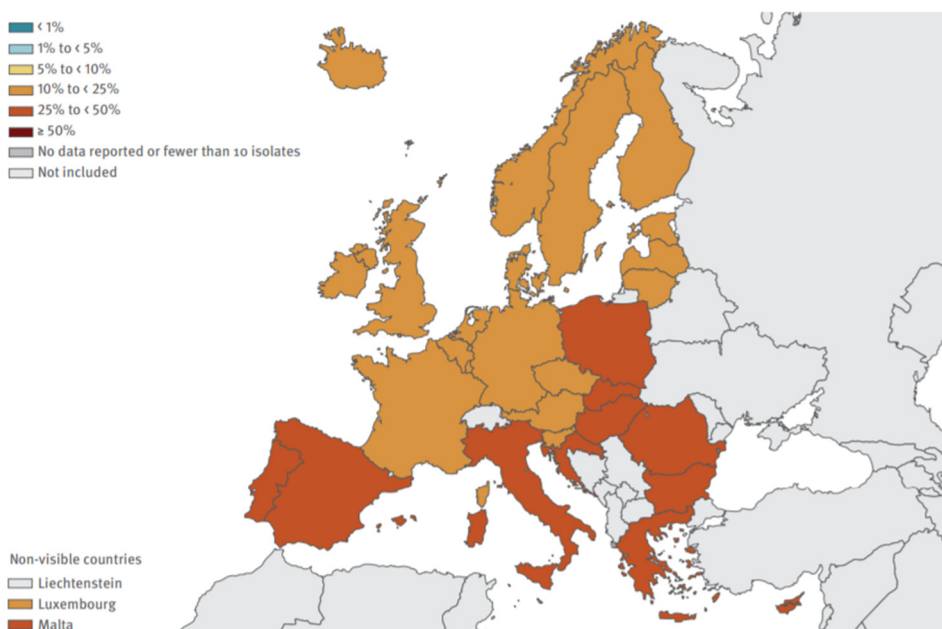 < 1%
1% to < 5%
5% to < 10%
10% to < 25%
25% to < 50%
≥ 50%
No data reported or fewer than 10 isolates
Not included
Non-visible countries
Liechtenstein
Luxembourg
Malta